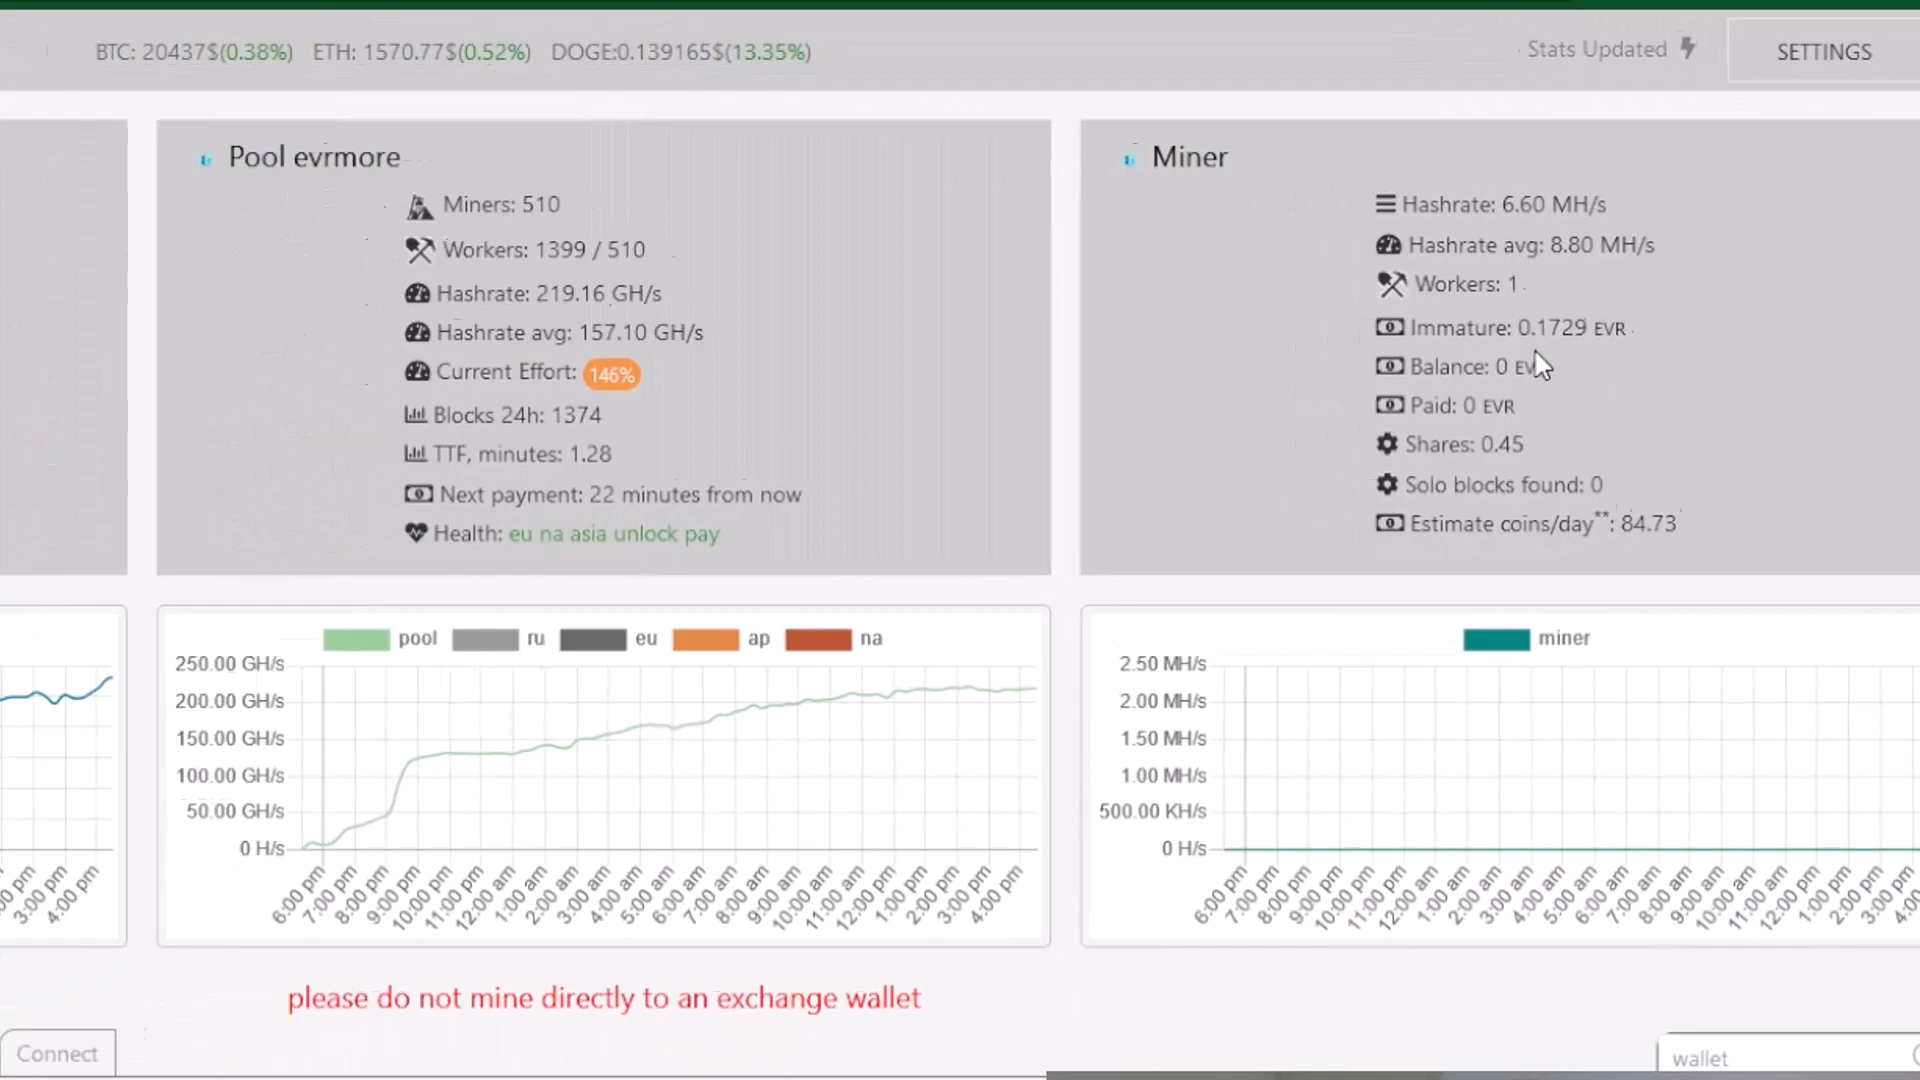 BTC: 20437$(0.38%) ETH: 1570.77$(0.52%) DOGE:0.139165$(13.35%)
Stats Updated
SETTINGS
Pool evrmore
Miners: 510
Workers: 1399 / 510
Hashrate: 219.16 GH/s
Hashrate avg: 157.10 GH/s
Current Effort: 146%
Blocks 24h: 1374
TTF, minutes: 1.28
Next payment: 22 minutes from now
Health: eu na asia unlock pay
Miner
Hashrate: 6.60 MH/s
Hashrate avg: 8.80 MH/s
Workers: 1
Immature: 0.1729 EVR
Balance: 0
Paid: 0 EVR
Shares: 0.45
Solo blocks found: 0
Estimate coins/day**: 84.73
3:00 pm
4:00 pm
pool ru eu ap na
250.00 GH/s
200.00 GH/s
150.00 GH/s
100.00 GH/s
50.00 GH/s
0 H/s
6:00 pm
7:00 pm
8:00 pm
9:00 pm
10:00 pm
11:00 pm
12:00 am
1:00 am
2:00 am
3:00 am
4:00 am
5:00 am
6:00 am
7:00 am
8:00 am
9:00 am
10:00 am
11:00 am
12:00 pm
1:00 pm
2:00 pm
3:00 pm
4:00 pm
miner
2.50 MH/s
2.00 MH/s
1.50 MH/s
1.00 MH/s
500.00 KH/s
0 H/s
6:00 pm
7:00 pm
8:00 pm
9:00 pm
10:00 pm
11:00 pm
12:00 am
1:00 am
2:00 am
3:00 am
4:00 am
5:00 am
6:00 am
7:00 am
8:00 am
9:00 am
10:00 am
11:00 am
12:00 pm
1:00 pm
2:00 pm
3:00 pm
please do not mine directly to an exchange wallet
Connect
wallet